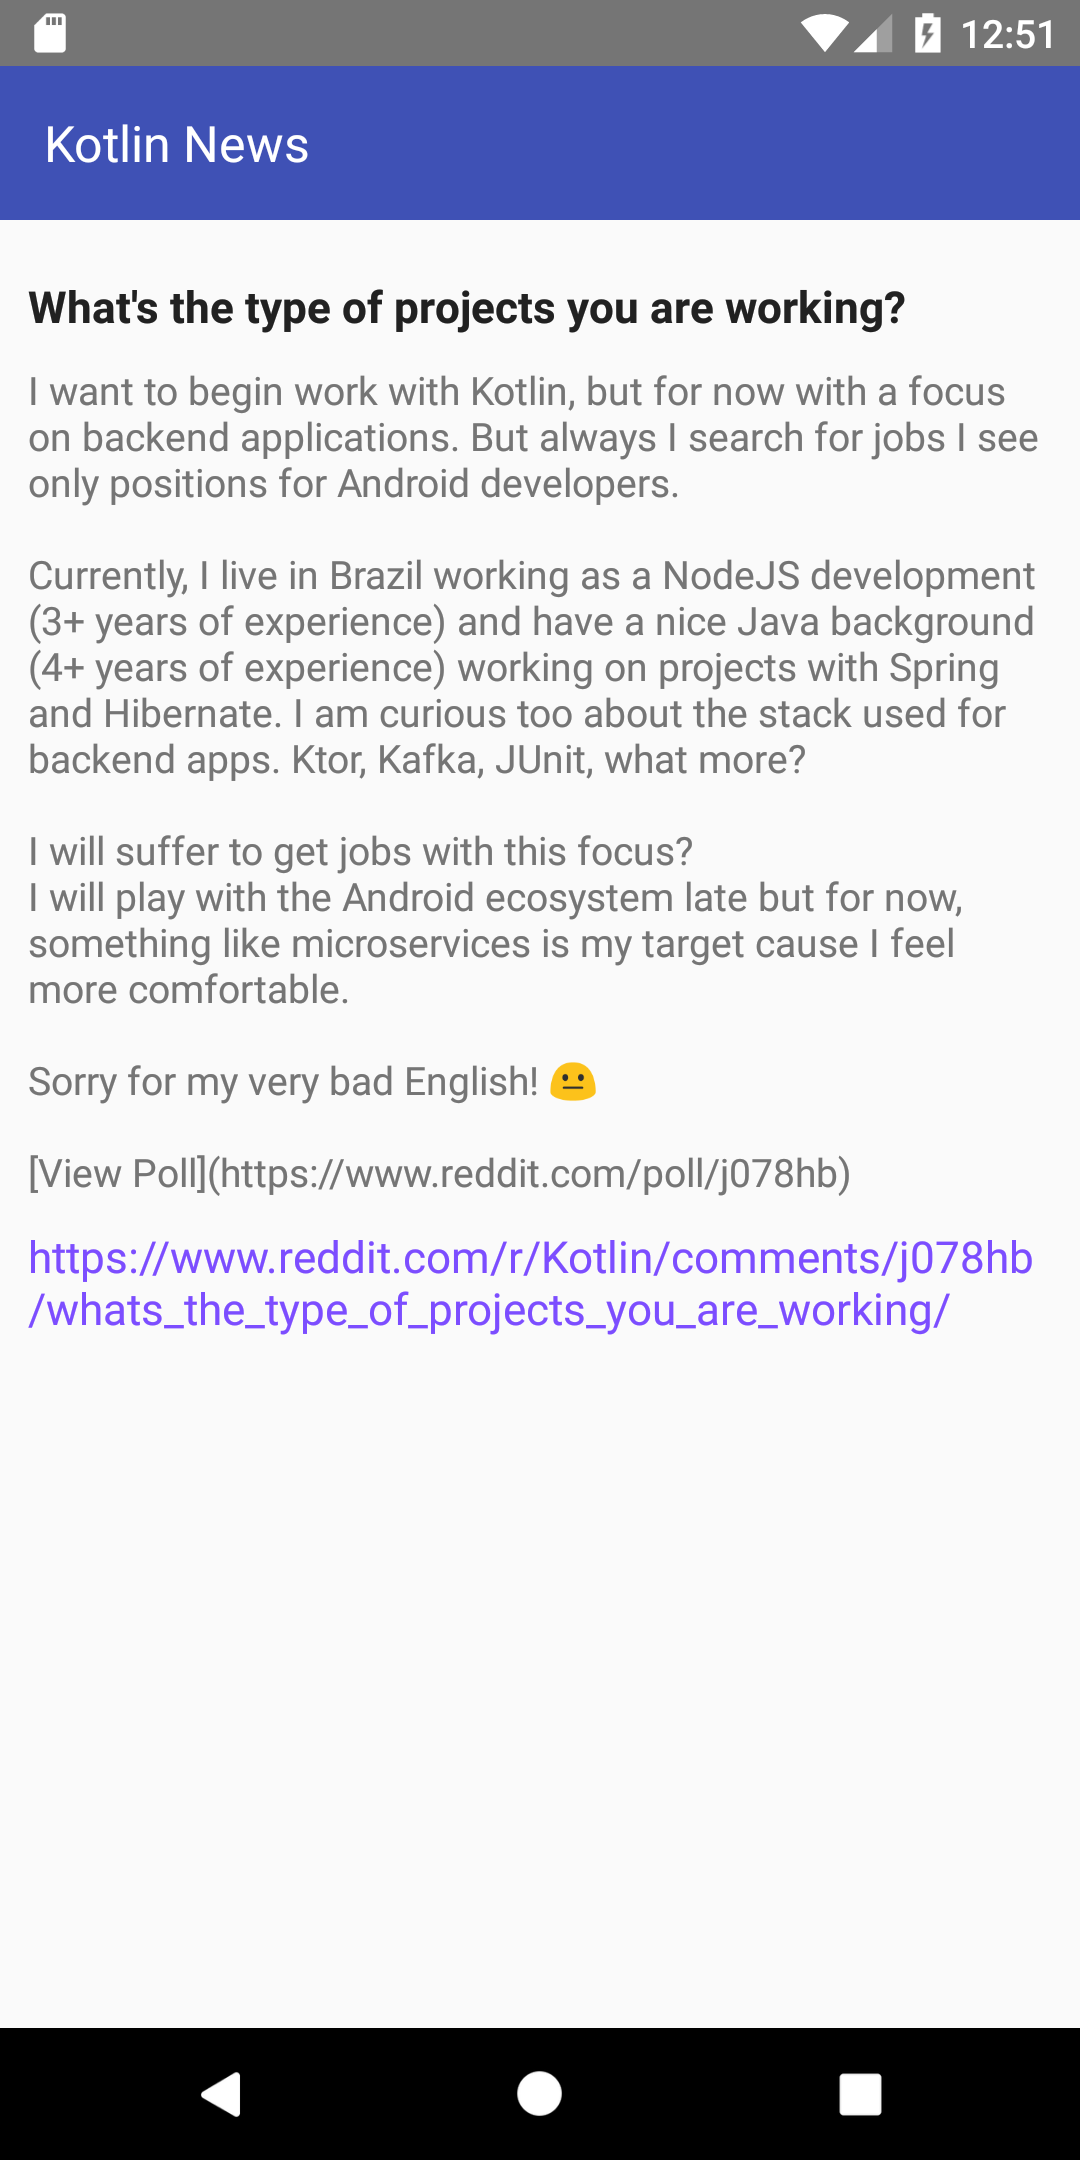 12:51
Kotlin News
What's the type of projects you are working?
I want to begin work with Kotlin, but for now with a focus
on backend applications. But always I search for jobs I see
only positions for Android developers.
Currently, I live in Brazil working as a NodeJS development
(3+ years of experience) and have a nice Java background
(4+ years of experience) working on projects with Spring
and Hibernate. I am curious too about the stack used for
backend apps. Ktor, Kafka, JUnit, what more?
I will suffer to get jobs with this focus?
I will play with the Android ecosystem late but for now,
something like microservices is my target cause I feel
more comfortable.
Sorry for my very bad English! 😐
[View Poll](https://www.reddit.com/poll/j078hb)
https://www.reddit.com/r/Kotlin/comments/j078hb
/whats_the_type_of_projects_you_are_working/